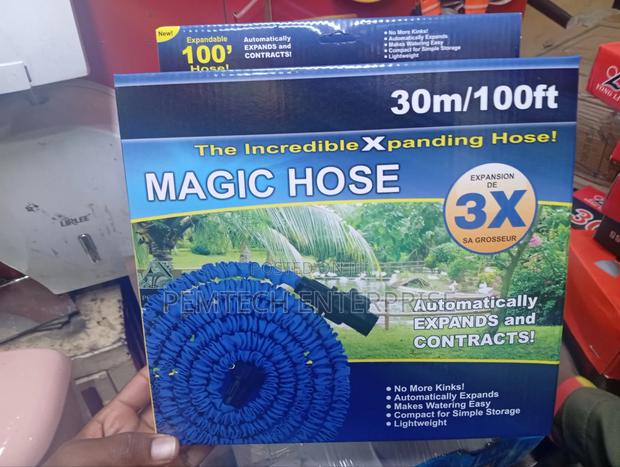 New!
Expandable
100'
Hose!
Automatically
EXPANDS and
CONTRACTS!
• No More Kinks!
• Automatically Expands
• Makes Watering Easy
• Compact for Simple Storage
• Lightweight
30m/100ft
The Incredible Xpanding Hose!
MAGIC HOSE
EXPANSION
DE
3X
SA GROSSEUR
PEMTECH ENTERPRIS
Automatically
EXPANDS and
CONTRACTS!
• No More Kinks!
• Automatically Expands
• Makes Watering Easy
• Compact for Simple Storage
• Lightweight